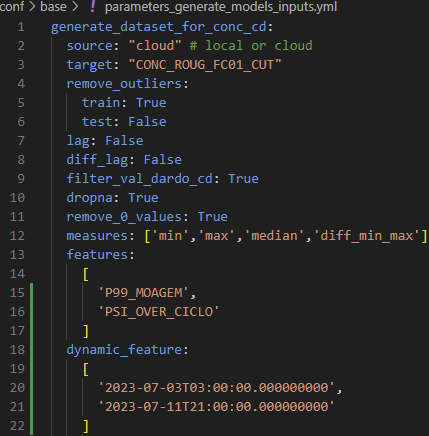 conf > base > ! parameters_generate_models_inputs.yml
1 generate_dataset_for_conc_cd:
2 source: "cloud" # local or cloud
3 target: "CONC_ROUG_FC01_CUT"
4 remove_outliers:
5 train: True
6 test: False
7 lag: False
8 diff_lag: False
9 filter_val_dardo_cd: True
10 dropna: True
11 remove_0_values: True
12 measures: ['min','max','median','diff_min_max']
13 features:
14 [
15 'P99_MOAGEM',
16 'PSI_OVER_CICLO'
17 ]
18 dynamic_feature:
19 [
20 '2023-07-03T03:00:00.000000000',
21 '2023-07-11T21:00:00.000000000'
22 ]